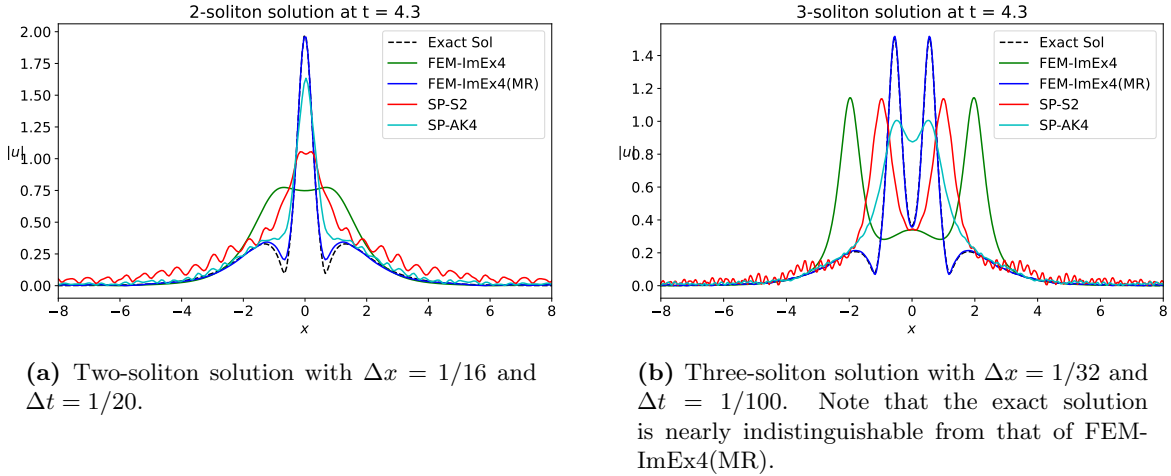 2-soliton solution at t = 4.3
2.00
1.75
1.50
1.25
|u|
1.00
0.75
0.50
0.25
0.00
−8
−6
−4
−2
0
2
4
6
8
x
Exact Sol
FEM-ImEx4
FEM-ImEx4(MR)
SP-S2
SP-AK4
(a) Two-soliton solution with Δx = 1/16 and
Δt = 1/20.
3-soliton solution at t = 4.3
1.4
1.2
1.0
|u|
0.8
0.6
0.4
0.2
0.0
−8
−6
−4
−2
0
2
4
6
8
x
Exact Sol
FEM-ImEx4
FEM-ImEx4(MR)
SP-S2
SP-AK4
(b) Three-soliton solution with Δx = 1/32 and
Δt = 1/100. Note that the exact solution
is nearly indistinguishable from that of FEM-
ImEx4(MR).